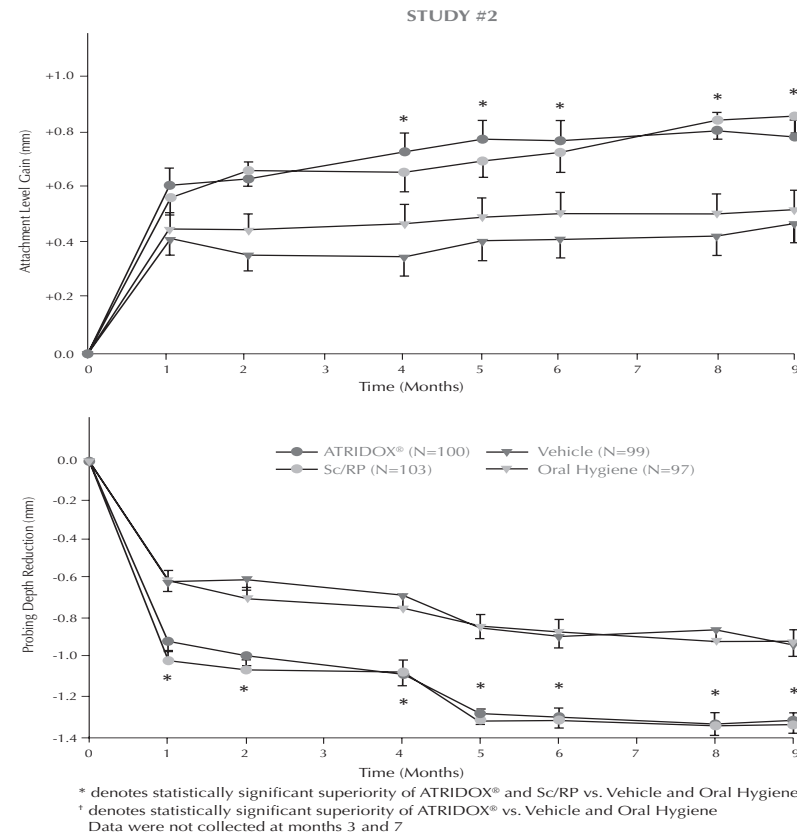 STUDY #2
Attachment Level Gain (mm)
+1.0
+0.8
+0.6
+0.4
+0.2
0.0
* * * * *
0 1 2 3 4 5 6 7 8 9
Time (Months)
Probing Depth Reduction (mm)
0.0
-0.2
-0.4
-0.6
-0.8
-1.0
-1.2
-1.4
ATRIDOX® (N=100) Vehicle (N=99)
Sc/RP (N=103) Oral Hygiene (N=97)
* * * * * * *
0 1 2 3 4 5 6 7 8 9
Time (Months)
* denotes statistically significant superiority of ATRIDOX® and Sc/RP vs. Vehicle and Oral Hygiene
† denotes statistically significant superiority of ATRIDOX® vs. Vehicle and Oral Hygiene
Data were not collected at months 3 and 7